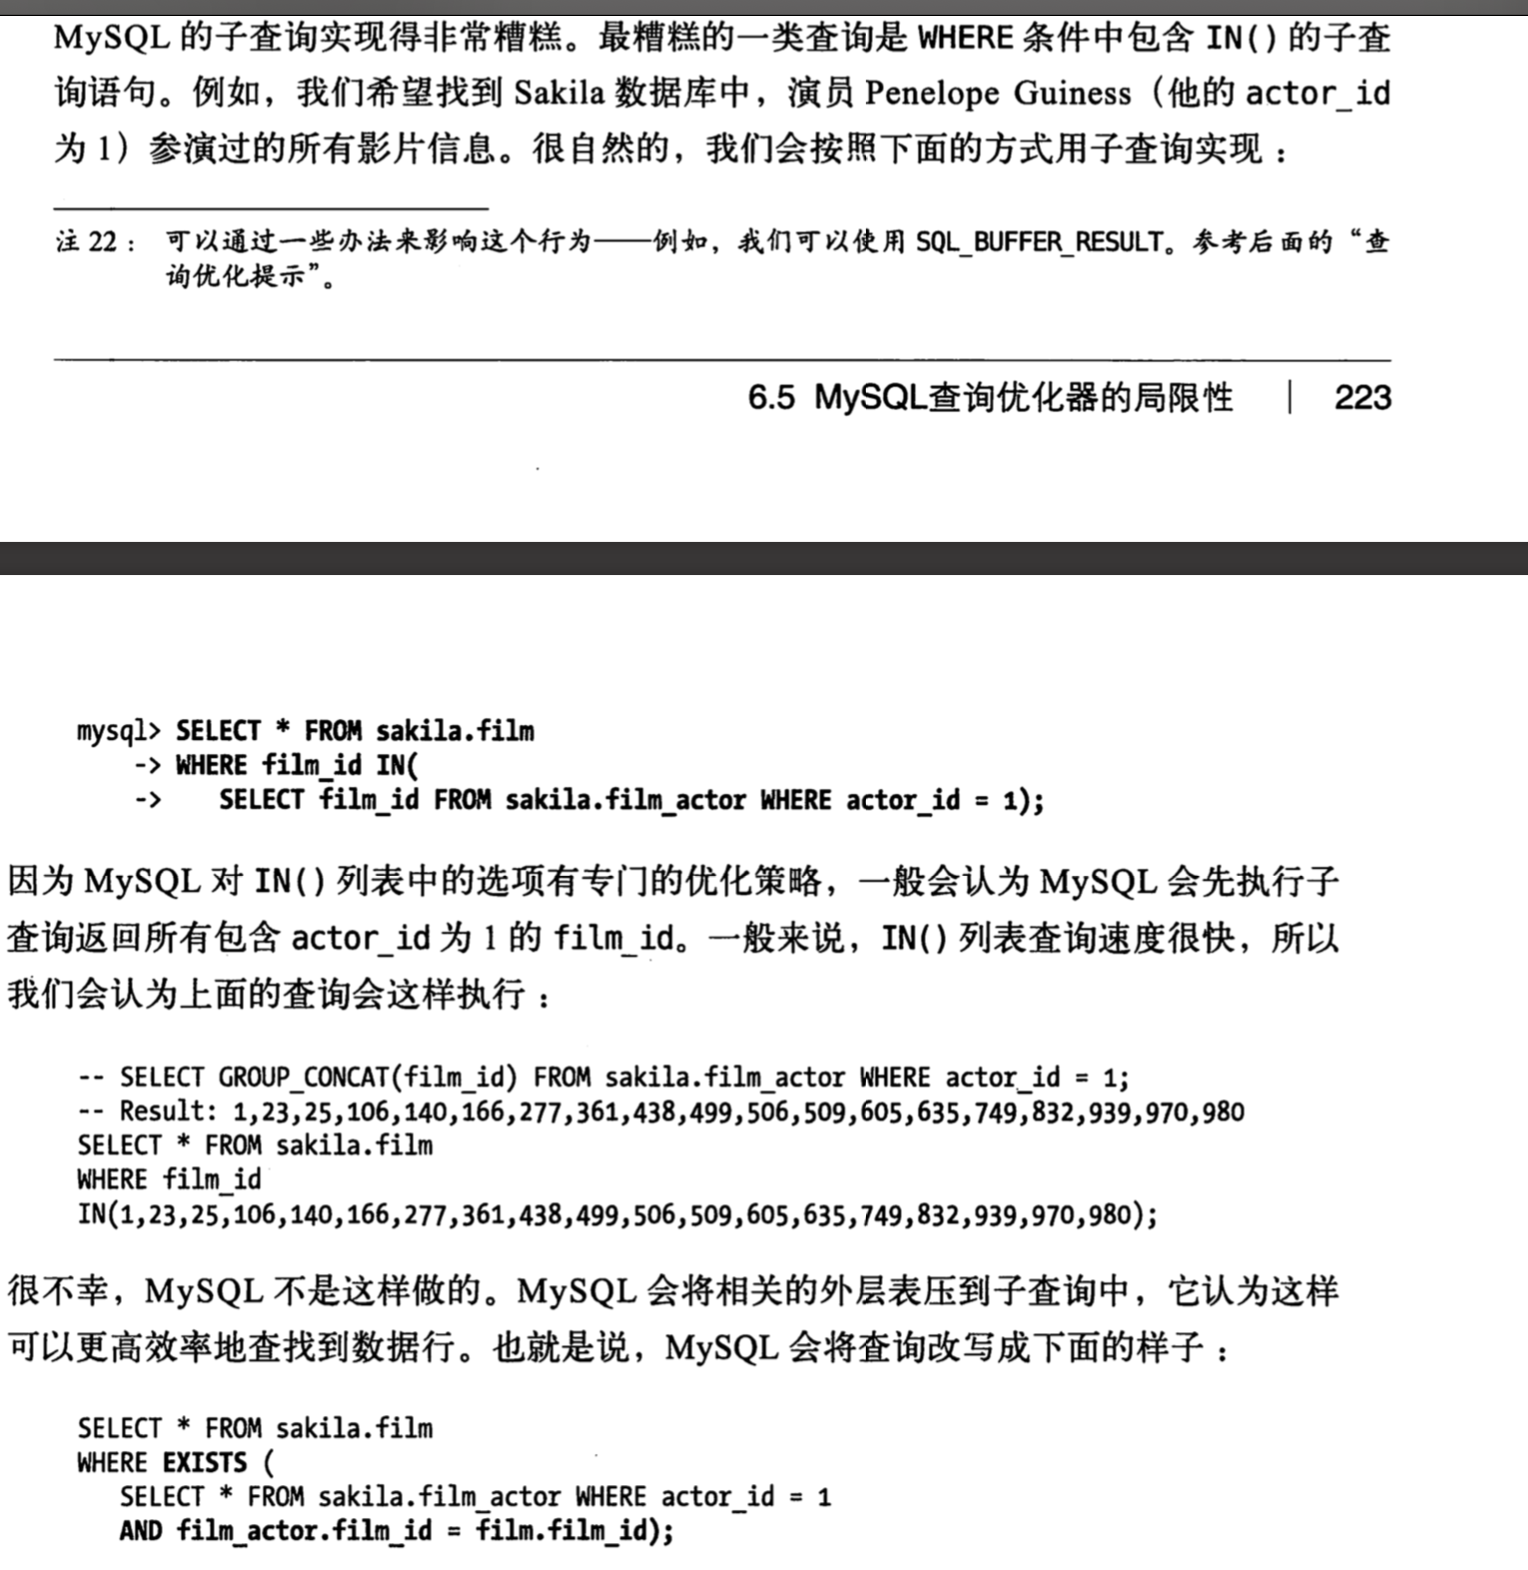 MySQL 的子查询实现得非常糟糕。最糟糕的一类查询是 WHERE 条件中包含 IN() 的子查
询语句。例如，我们希望找到 Sakila 数据库中，演员 Penelope Guiness（他的 actor_id
为 1）参演过的所有影片信息。很自然的，我们会按照下面的方式用子查询实现：
注 22： 可以通过一些办法来影响这个行为——例如，我们可以使用 SQL_BUFFER_RESULT。参考后面的“查
询优化提示”。
6.5 MySQL查询优化器的局限性 | 223
mysql> SELECT * FROM sakila.film
-> WHERE film_id IN(
-> SELECT film_id FROM sakila.film_actor WHERE actor_id = 1);
因为 MySQL 对 IN() 列表中的选项有专门的优化策略，一般会认为 MySQL 会先执行子
查询返回所有包含 actor_id 为 1 的 film_id。一般来说，IN() 列表查询速度很快，所以
我们会认为上面的查询会这样执行：
-- SELECT GROUP_CONCAT(film_id) FROM sakila.film_actor WHERE actor_id = 1;
-- Result: 1,23,25,106,140,166,277,361,438,499,506,509,605,635,749,832,939,970,980
SELECT * FROM sakila.film
WHERE film_id
IN(1,23,25,106,140,166,277,361,438,499,506,509,605,635,749,832,939,970,980);
很不幸，MySQL 不是这样做的。MySQL 会将相关的外层表压到子查询中，它认为这样
可以更高效率地查找到数据行。也就是说，MySQL 会将查询改写成下面的样子：
SELECT * FROM sakila.film
WHERE EXISTS (
SELECT * FROM sakila.film_actor WHERE actor_id = 1
AND film_actor.film_id = film.film_id);